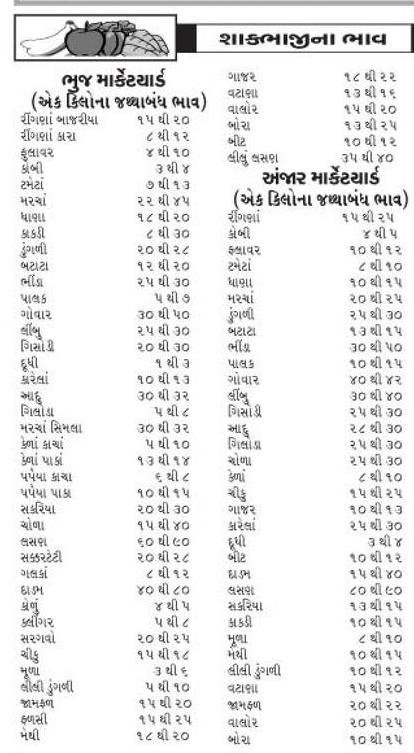 શાકભાજીના ભાવ
ભુજ માર્કેટયાર્ડ
(એક કિલોના જથ્થાબંધ ભાવ)
રીંગણાં બાજરીયા ૧૫ થી ૨૦
રીંગણાં કારા ૮ થી ૧૨
ફુલાવર ૪ થી ૧૦
કોબી ૩ થી ૪
ટમેટાં ૭ થી ૧૩
મરચાં ૨૨ થી ૪૫
ધાણા ૧૮ થી ૨૦
કાકડી ૮ થી ૩૦
ડુંગળી ૨૦ થી ૨૮
બટાટા ૧૨ થી ૨૦
ભીંડા ૨૫ થી ૩૦
પાલક ૫ થી ૭
ગોવાર ૩૦ થી ૫૦
લીંબુ ૨૫ થી ૩૦
ગિસોડી ૨૦ થી ૩૦
દૂધી ૧ થી ૩
કારેલાં ૧૦ થી ૧૩
આદુ ૩૦ થી ૩૨
ગિલોડા ૫ થી ૮
મરચાં સિમલા ૩૦ થી ૩૨
કેળાં કાચાં ૫ થી ૧૦
કેળાં પાકાં ૧૩ થી ૧૪
પપૈયા કાચા ૬ થી ૮
પપૈયા પાકા ૧૦ થી ૧૫
સકરિયા ૨૦ થી ૩૦
ચોળા ૧૫ થી ૪૦
લસણ ૬૦ થી ૯૦
સક્કરટેટી ૨૦ થી ૨૮
ગલકાં ૮ થી ૧૨
દાડમ ૪૦ થી ૮૦
કોળું ૪ થી ૫
કલીંગર ૫ થી ૮
સરગવો ૨૦ થી ૨૫
ચીકુ ૧૫ થી ૧૮
મૂળા ૩ થી ૬
લીલી ડુંગળી ૫ થી ૧૦
જામફળ ૧૫ થી ૨૦
ફળસી ૧૫ થી ૨૫
મેથી ૧૮ થી ૨૦
ગાજર ૧૮ થી ૨૨
વટાણા ૧૩ થી ૧૬
વાલોર ૧૫ થી ૨૦
બોરા ૧૩ થી ૨૫
બીટ ૧૦ થી ૧૨
લીલું લસણ ૩૫ થી ૪૦
અંજાર માર્કેટયાર્ડ
(એક કિલોના જથ્થાબંધ ભાવ)
રીંગણાં ૧૫ થી ૨૫
કોબી ૪ થી ૫
ફ્લાવર ૧૦ થી ૧૨
ટમેટાં ૮ થી ૧૦
ધાણા ૧૦ થી ૧૫
મરચાં ૨૦ થી ૨૫
ડુંગળી ૨૫ થી ૩૦
બટાટા ૧૩ થી ૧૫
ભીંડા ૩૦ થી ૫૦
પાલક ૧૦ થી ૧૫
ગોવાર ૪૦ થી ૪૨
લીંબુ ૩૦ થી ૪૦
ગિસોડી ૨૫ થી ૩૦
આદુ ૨૮ થી ૩૦
ગિલોડા ૨૫ થી ૩૦
ચોળા ૨૫ થી ૩૦
કેળાં ૮ થી ૧૦
ચીકુ ૧૫ થી ૨૫
ગાજર ૧૦ થી ૧૩
કારેલાં ૨૫ થી ૩૦
દૂધી ૩ થી ૪
બીટ ૧૦ થી ૧૨
દાડમ ૧૫ થી ૪૦
લસણ ૮૦ થી ૯૦
સકરિયા ૧૩ થી ૧૫
કાકડી ૧૦ થી ૧૫
મૂળા ૮ થી ૧૦
મેથી ૧૦ થી ૧૫
લીલી ડુંગળી ૧૦ થી ૧૨
વટાણા ૧૫ થી ૨૦
જામફળ ૨૦ થી ૨૨
વાલોર ૨૦ થી ૨૫
બોરા ૧૦ થી ૧૫